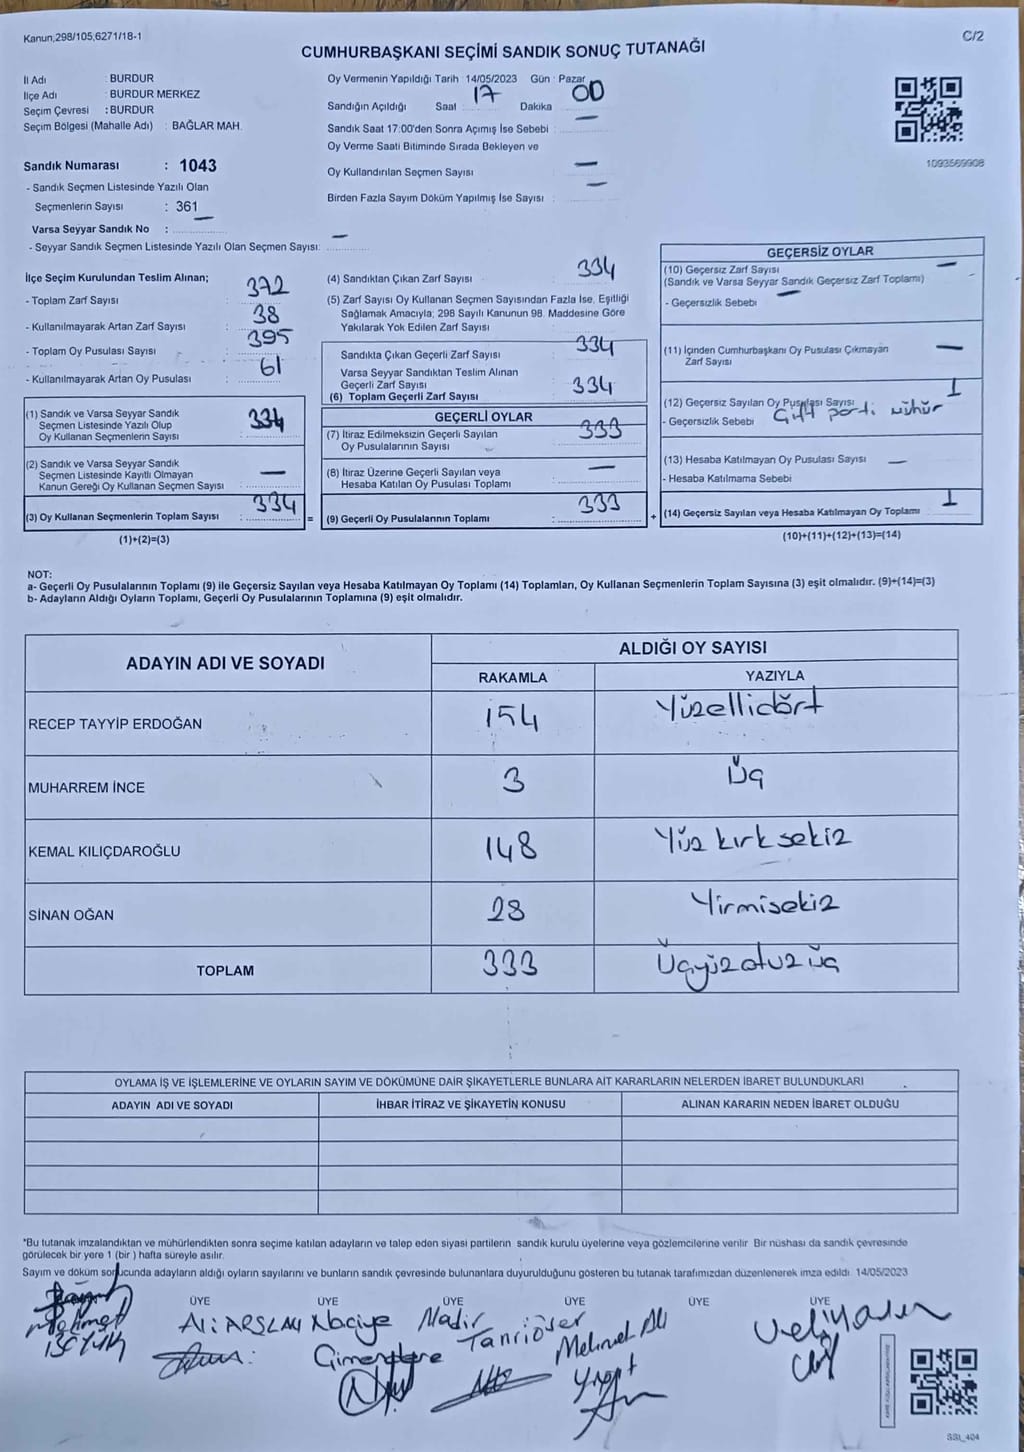 Kanun;298/105,6271/18-1
C/2
CUMHURBAŞKANI SEÇİMİ SANDIK SONUÇ TUTANAĞI
İl Adı : BURDUR
İlçe Adı : BURDUR MERKEZ
Seçim Çevresi : BURDUR
Seçim Bölgesi (Mahalle Adı) : BAĞLAR MAH.
Oy Vermenin Yapıldığı Tarih 14/05/2023 Gün : Pazar
Sandığın Açıldığı Saat 17 Dakika 00
Sandık Saat 17:00'den Sonra Açımış İse Sebebi : —
Oy Verme Saati Bitiminde Sırada Bekleyen ve
Oy Kullandırılan Seçmen Sayısı —
Birden Fazla Sayım Döküm Yapılmış İse Sayısı : —
1093569908
Sandık Numarası : 1043
- Sandık Seçmen Listesinde Yazılı Olan
Seçmenlerin Sayısı : 361
Varsa Seyyar Sandık No : —
- Seyyar Sandık Seçmen Listesinde Yazılı Olan Seçmen Sayısı: —
İlçe Seçim Kurulundan Teslim Alınan;
- Toplam Zarf Sayısı : 372
- Kullanılmayarak Artan Zarf Sayısı : 38
- Toplam Oy Pusulası Sayısı : 395
- Kullanılmayarak Artan Oy Pusulası : 61
(1) Sandık ve Varsa Seyyar Sandık
Seçmen Listesinde Yazılı Olup
Oy Kullanan Seçmenlerin Sayısı : 334
(2) Sandık ve Varsa Seyyar Sandık
Seçmen Listesinde Kayıtlı Olmayan
Kanun Gereği Oy Kullanan Seçmen Sayısı : —
(3) Oy Kullanan Seçmenlerin Toplam Sayısı : 334
(1)+(2)=(3)
(4) Sandıktan Çıkan Zarf Sayısı 334
(5) Zarf Sayısı Oy Kullanan Seçmen Sayısından Fazla İse, Eşitliği
Sağlamak Amacıyla; 298 Sayılı Kanunun 98. Maddesine Göre
Yakılarak Yok Edilen Zarf Sayısı
Sandıkta Çıkan Geçerli Zarf Sayısı 334
Varsa Seyyar Sandıktan Teslim Alınan
Geçerli Zarf Sayısı
(6) Toplam Geçerli Zarf Sayısı 334
GEÇERLİ OYLAR
(7) İtiraz Edilmeksizin Geçerli Sayılan
Oy Pusulalarının Sayısı 333
(8) İtiraz Üzerine Geçerli Sayılan veya
Hesaba Katılan Oy Pusulası Toplamı —
= (9) Geçerli Oy Pusulalarının Toplamı : 333
GEÇERSİZ OYLAR
(10) Geçersiz Zarf Sayısı —
(Sandık ve Varsa Seyyar Sandık Geçersiz Zarf Toplamı)
- Geçersizlik Sebebi —
(11) İçinden Cumhurbaşkanı Oy Pusulası Çıkmayan
Zarf Sayısı —
(12) Geçersiz Sayılan Oy Pusulası Sayısı 1
- Geçersizlik Sebebi Çift parti mühür
(13) Hesaba Katılmayan Oy Pusulası Sayısı —
- Hesaba Katılmama Sebebi
+ (14) Geçersiz Sayılan veya Hesaba Katılmayan Oy Toplamı 1
(10)+(11)+(12)+(13)=(14)
NOT:
a- Geçerli Oy Pusulalarının Toplamı (9) ile Geçersiz Sayılan veya Hesaba Katılmayan Oy Toplamı (14) Toplamları, Oy Kullanan Seçmenlerin Toplam Sayısına (3) eşit olmalıdır. (9)+(14)=(3)
b- Adayların Aldığı Oyların Toplamı, Geçerli Oy Pusulalarının Toplamına (9) eşit olmalıdır.
ADAYIN ADI VE SOYADI ALDIĞI OY SAYISI
RAKAMLA YAZIYLA
RECEP TAYYİP ERDOĞAN 154 Yüzellidört
MUHARREM İNCE 3 Üç
KEMAL KILIÇDAROĞLU 148 Yüz kırk sekiz
SİNAN OĞAN 28 Yirmisekiz
TOPLAM 333 Üçyüzotuzüç
OYLAMA İŞ VE İŞLEMLERİNE VE OYLARIN SAYIM VE DÖKÜMÜNE DAİR ŞİKAYETLERLE BUNLARA AİT KARARLARIN NELERDEN İBARET BULUNDUKLARI
ADAYIN ADI VE SOYADI İHBAR İTİRAZ VE ŞİKAYETİN KONUSU ALINAN KARARIN NEDEN İBARET OLDUĞU
*Bu tutanak imzalandıktan ve mühürlendikten sonra seçime katılan adayların ve talep eden siyasi partilerin sandık kurulu üyelerine veya gözlemcilerine verilir. Bir nüshası da sandık çevresinde
görülecek bir yere 1 (bir) hafta süreyle asılır.
Sayım ve döküm sonucunda adayların aldığı oyların sayılarını ve bunların sandık çevresinde bulunanlara duyurulduğunu gösteren bu tutanak tarafımızdan düzenlenerek imza edildi. 14/05/2023
ÜYE ÜYE ÜYE ÜYE ÜYE ÜYE
Mehmet
Ali ARSLAN Naciye Nadir
Tanrıöver Mehmet Ali
SSI_404